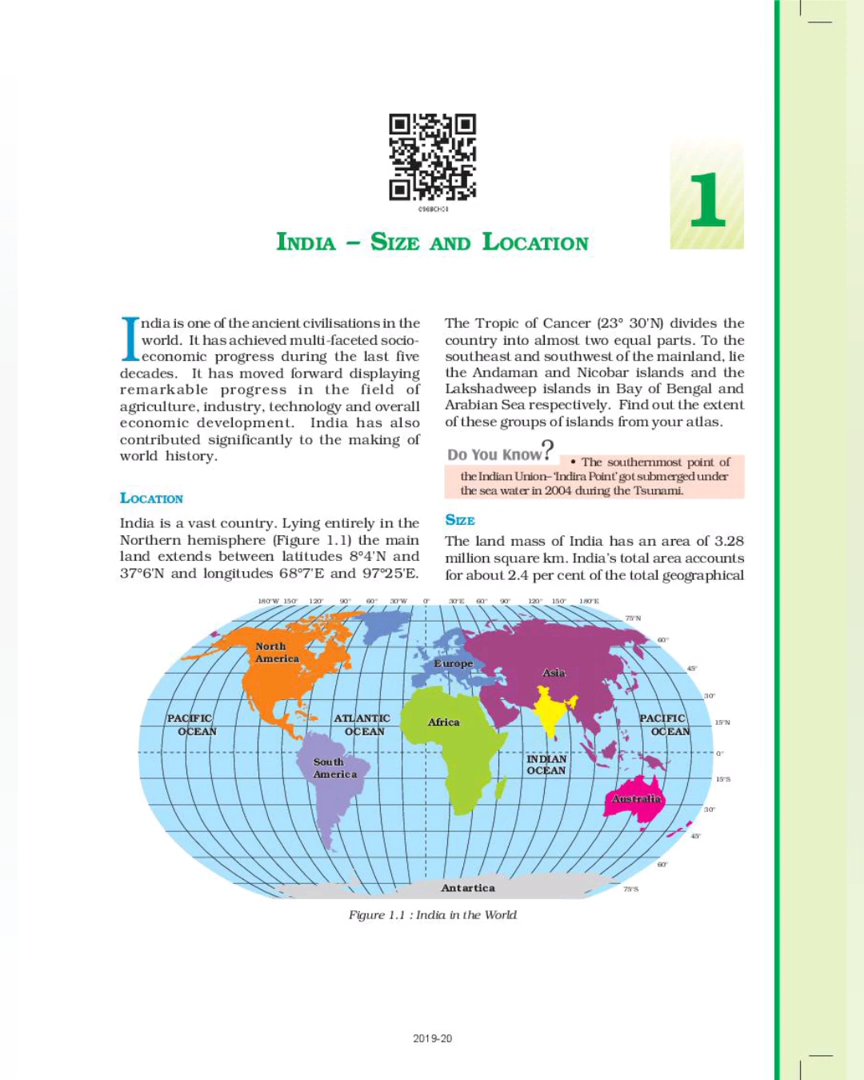 096BCH01
1
INDIA – SIZE AND LOCATION
India is one of the ancient civilisations in the
world. It has achieved multi-faceted socio-
economic progress during the last five
decades. It has moved forward displaying
remarkable progress in the field of
agriculture, industry, technology and overall
economic development. India has also
contributed significantly to the making of
world history.
LOCATION
India is a vast country. Lying entirely in the
Northern hemisphere (Figure 1.1) the main
land extends between latitudes 8°4'N and
37°6'N and longitudes 68°7'E and 97°25'E.
The Tropic of Cancer (23° 30'N) divides the
country into almost two equal parts. To the
southeast and southwest of the mainland, lie
the Andaman and Nicobar islands and the
Lakshadweep islands in Bay of Bengal and
Arabian Sea respectively. Find out the extent
of these groups of islands from your atlas.
Do You Know?
• The southernmost point of
the Indian Union– 'Indira Point' got submerged under
the sea water in 2004 during the Tsunami.
SIZE
The land mass of India has an area of 3.28
million square km. India's total area accounts
for about 2.4 per cent of the total geographical
180°W 150° 120° 90° 60° 30°W 0° 30°E 60° 90° 120° 150° 180°E
75°N
60°
45°
30°
15°N
0°
15°S
30°
45°
60°
75°S
North
America
Europe
Asia
PACIFIC
OCEAN
ATLANTIC
OCEAN
Africa
PACIFIC
OCEAN
South
America
INDIAN
OCEAN
Australia
Antartica
Figure 1.1 : India in the World
2019-20